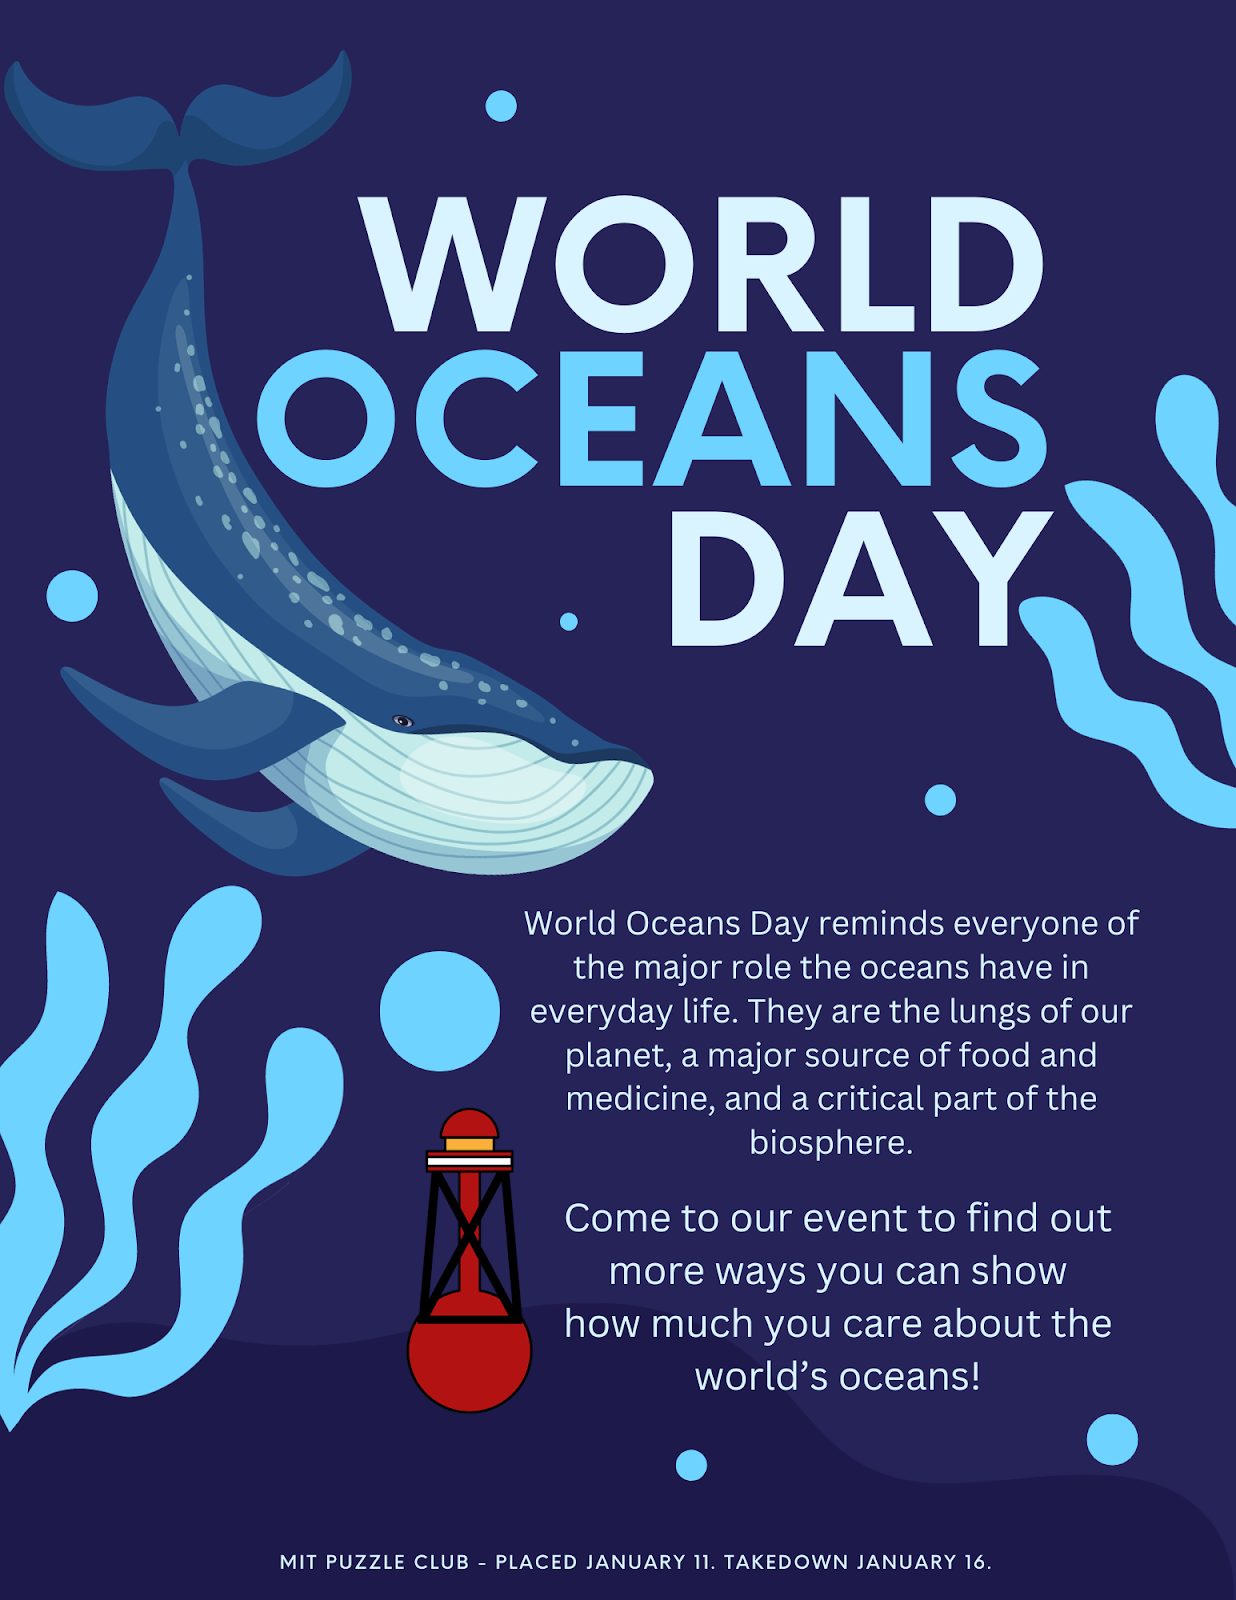 WORLD
OCEANS
DAY
World Oceans Day reminds everyone of
the major role the oceans have in
everyday life. They are the lungs of our
planet, a major source of food and
medicine, and a critical part of the
biosphere.
Come to our event to find out
more ways you can show
how much you care about the
world’s oceans!
MIT PUZZLE CLUB - PLACED JANUARY 11. TAKEDOWN JANUARY 16.